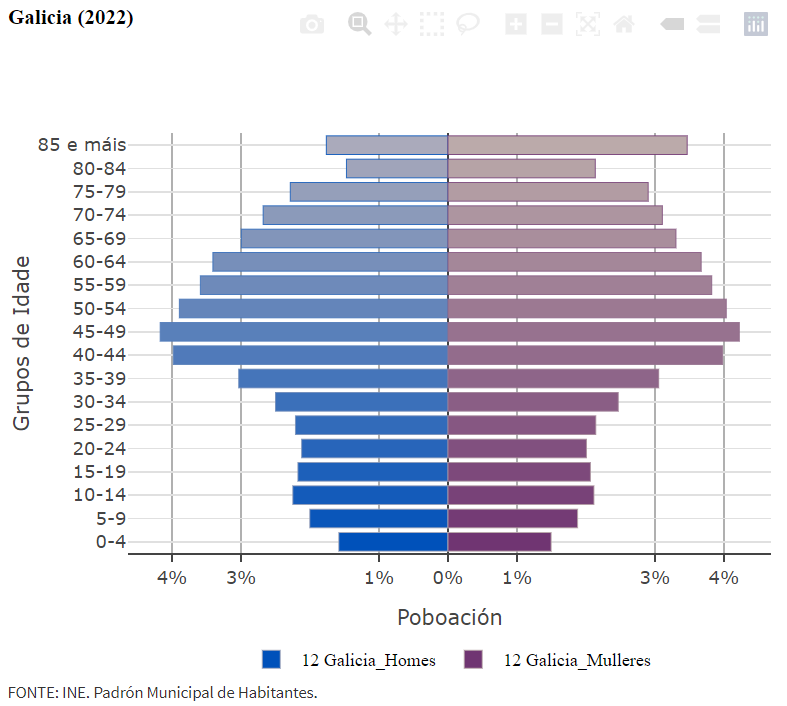 Galicia (2022)
85 e máis
80-84
75-79
70-74
65-69
60-64
55-59
50-54
45-49
40-44
35-39
30-34
25-29
20-24
15-19
10-14
5-9
0-4
Grupos de Idade
4% 3% 1% 0% 1% 3% 4%
Poboación
12 Galicia_Homes 12 Galicia_Mulleres
FONTE: INE. Padrón Municipal de Habitantes.